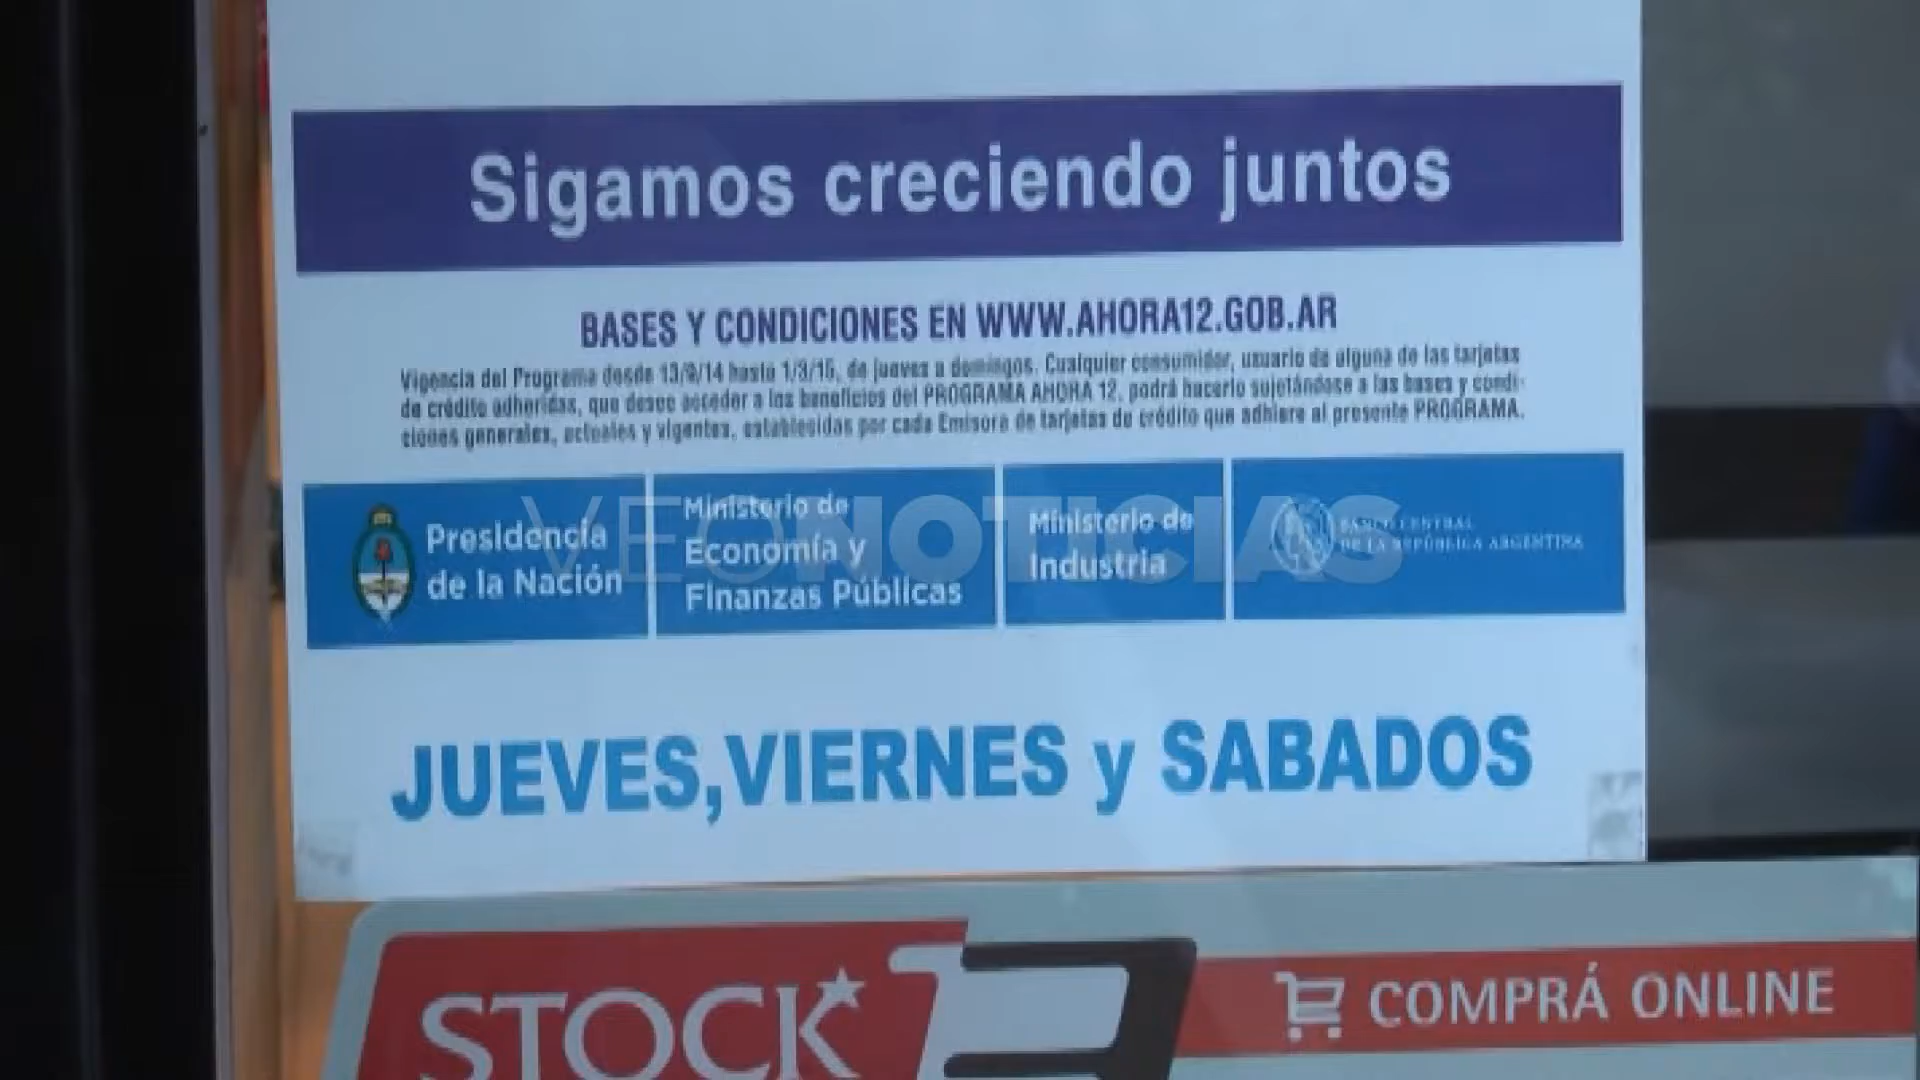 Sigamos creciendo juntos
BASES Y CONDICIONES EN WWW.AHORA12.GOB.AR
Vigencia del Programa desde 13/9/14 hasta 1/3/15, de jueves a domingos. Cualquier consumidor, usuario de alguna de las tarjetas
de crédito adheridas, que desee acceder a los beneficios del PROGRAMA AHORA 12, podrá hacerlo sujetándose a las bases y condi-
ciones generales, actuales y vigentes, establecidas por cada Emisora de tarjetas de crédito que adhiere al presente PROGRAMA.
Presidencia
de la Nación
Ministerio de
Economía y
Finanzas Públicas
Ministerio de
Industria
BANCO CENTRAL
DE LA REPÚBLICA ARGENTINA
VEONOTICIAS
JUEVES,VIERNES y SABADOS
STOCK
COMPRÁ ONLINE